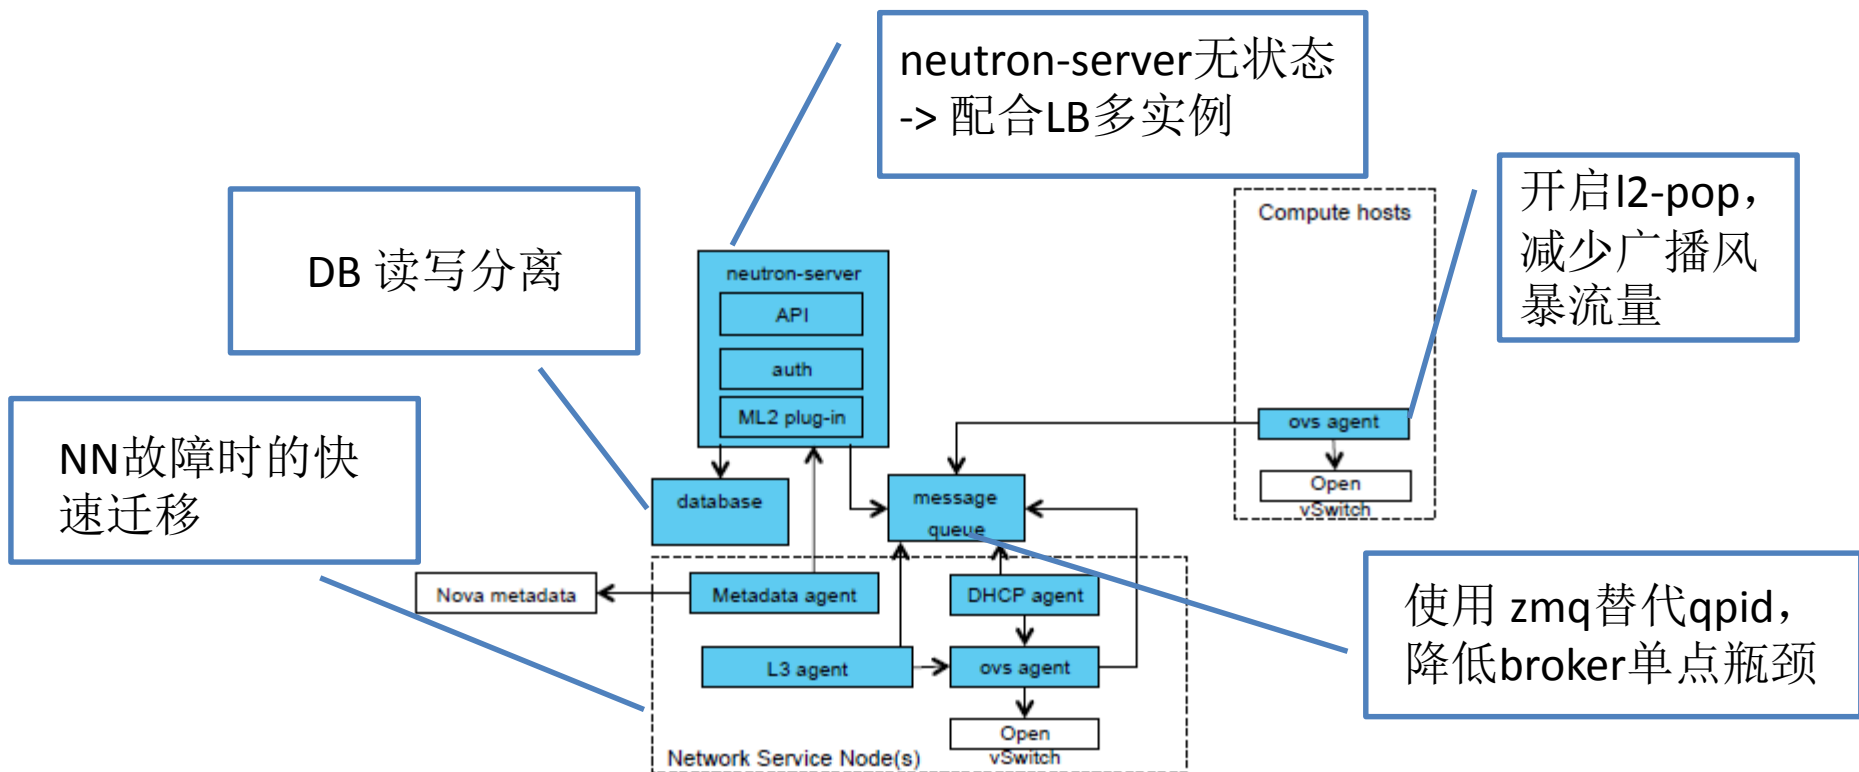 neutron-server无状态
-> 配合LB多实例
开启l2-pop，
减少广播风
暴流量
Compute hosts
DB 读写分离
neutron-server
API
auth
ML2 plug-in
ovs agent
Open
vSwitch
NN故障时的快
速迁移
database
message
queue
Nova metadata
Metadata agent
DHCP agent
L3 agent
ovs agent
Open
vSwitch
Network Service Node(s)
使用 zmq替代qpid，
降低broker单点瓶颈